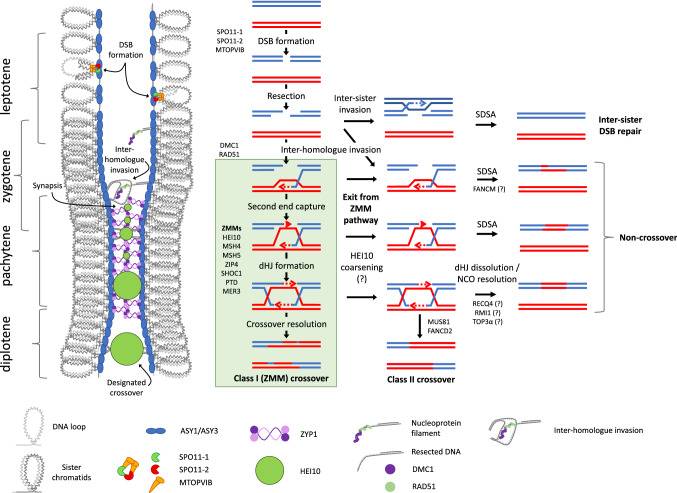 leptotene
zygotene
pachytene
diplotene
DSB
formation
Inter-
homologue
invasion
Synapsis
Designated
crossover
SPO11-1
SPO11-2
MTOPVIB
DSB formation
Resection
Inter-sister
invasion
SDSA
Inter-sister
DSB repair
DMC1
RAD51
Inter-homologue invasion
SDSA
FANCM (?)
Second end capture
Exit from
ZMM
pathway
ZMMs
HEI10
MSH4
MSH5
ZIP4
SHOC1
PTD
MER3
SDSA
Non-crossover
dHJ formation
HEI10
coarsening
(?)
dHJ dissolution /
NCO resolution
RECQ4 (?)
RMI1 (?)
TOP3α (?)
Crossover resolution
MUS81
FANCD2
Class I (ZMM) crossover
Class II crossover
DNA loop
Sister
chromatids
ASY1/ASY3
SPO11-1
SPO11-2
MTOPVIB
ZYP1
HEI10
Nucleoprotein
filament
Resected DNA
DMC1
RAD51
Inter-homologue invasion